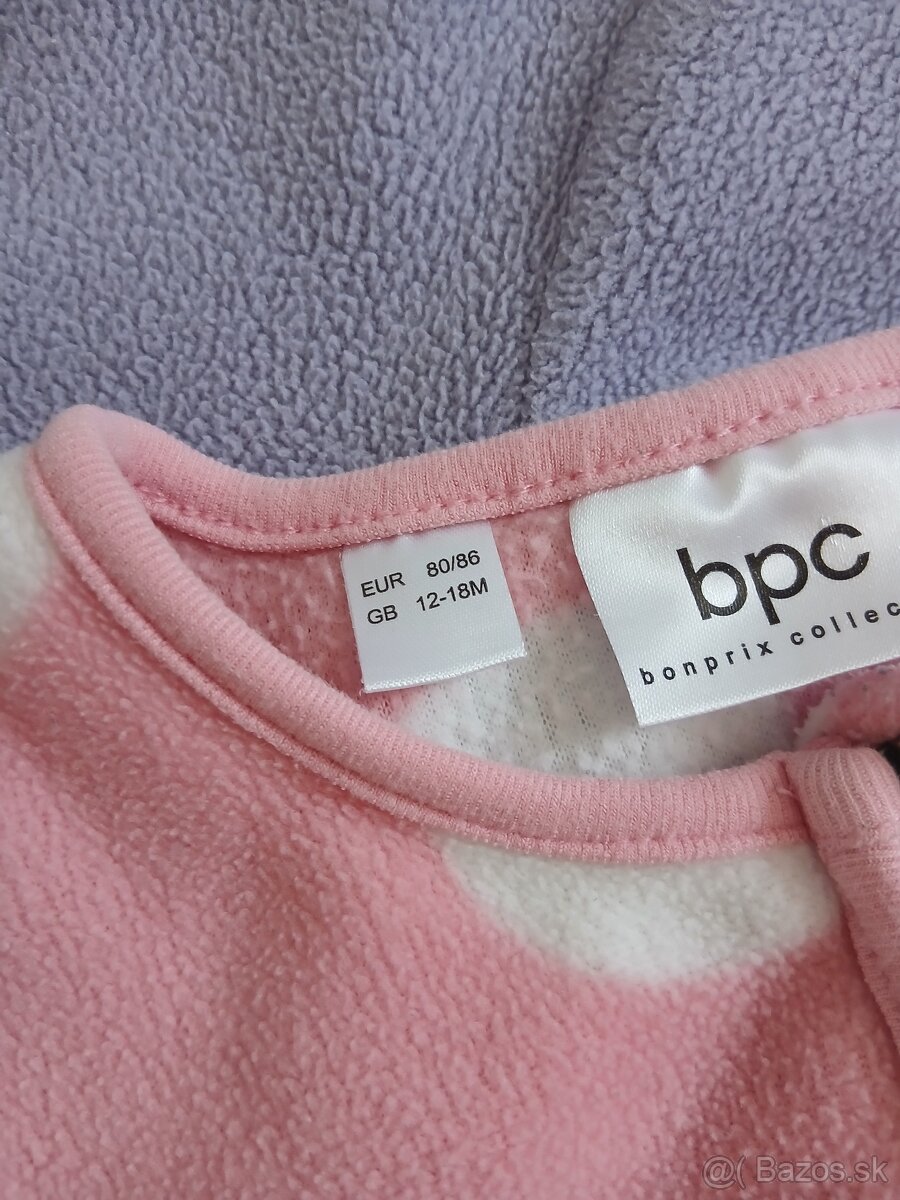 EUR 80/86
GB 12-18M
bpc
bonprix collec
@( Bazos.sk